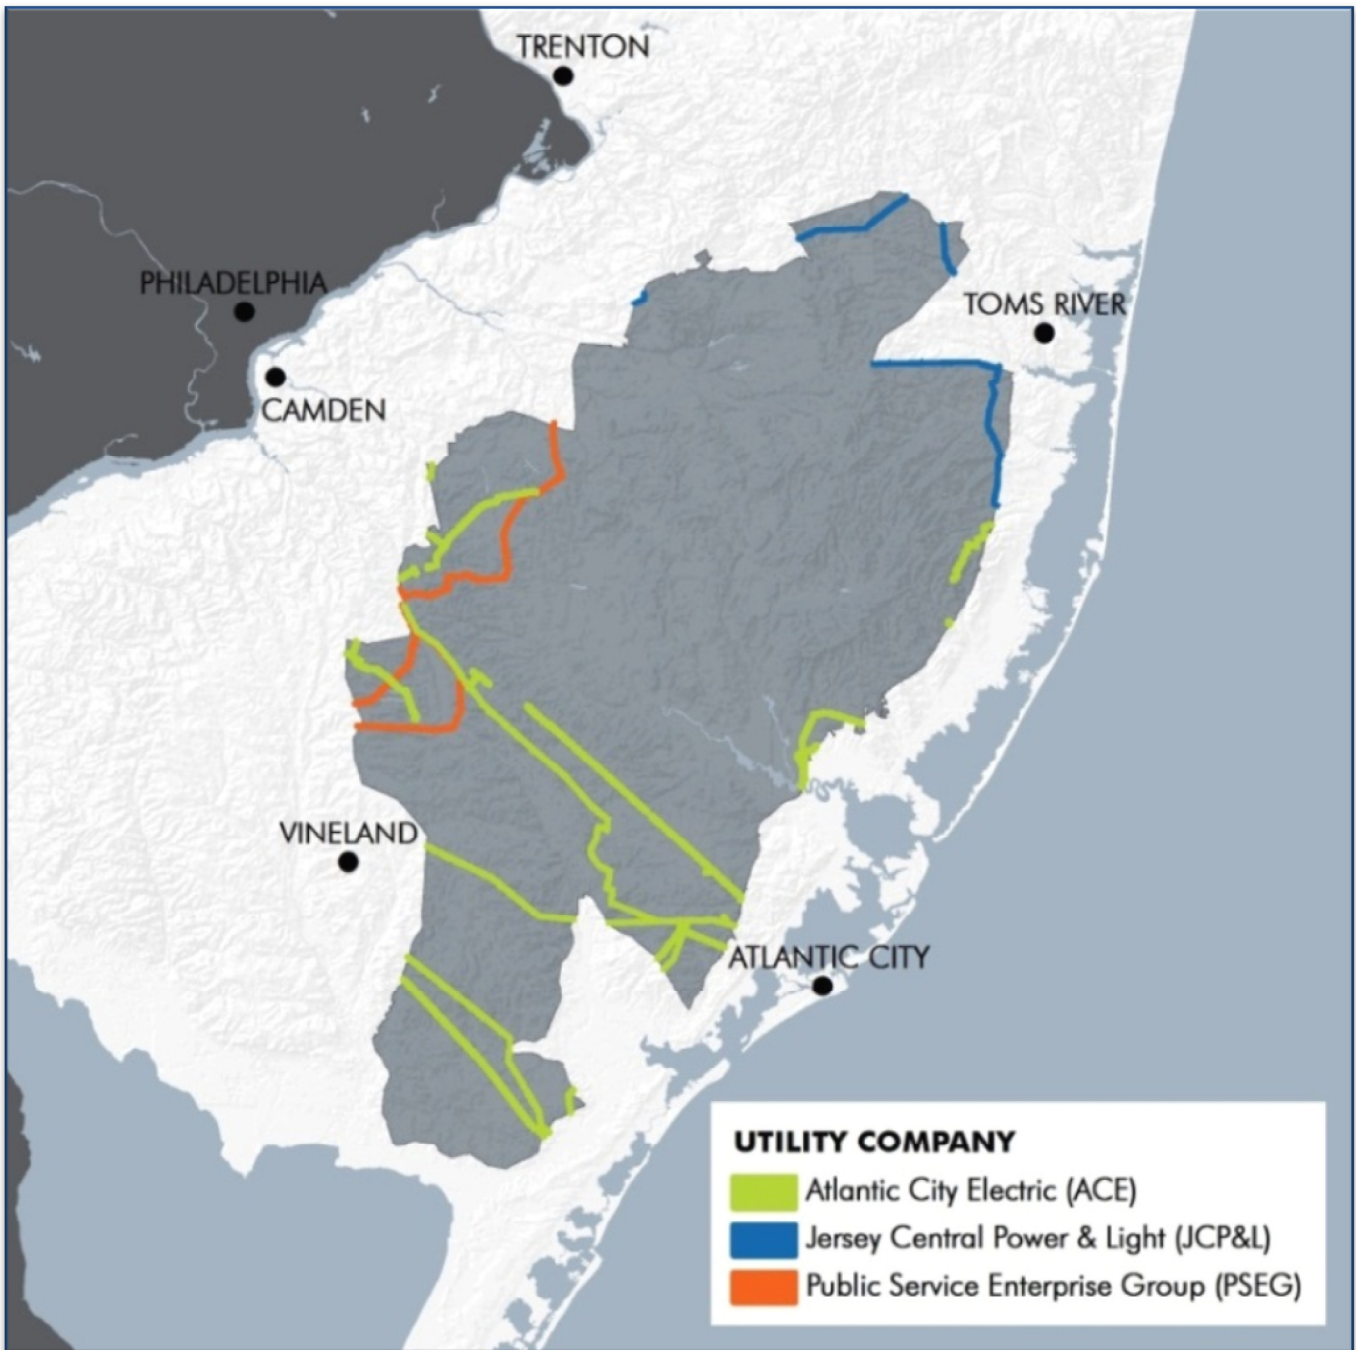 TRENTON
PHILADELPHIA
TOMS RIVER
CAMDEN
VINELAND
ATLANTIC CITY
UTILITY COMPANY
Atlantic City Electric (ACE)
Jersey Central Power & Light (JCP&L)
Public Service Enterprise Group (PSEG)